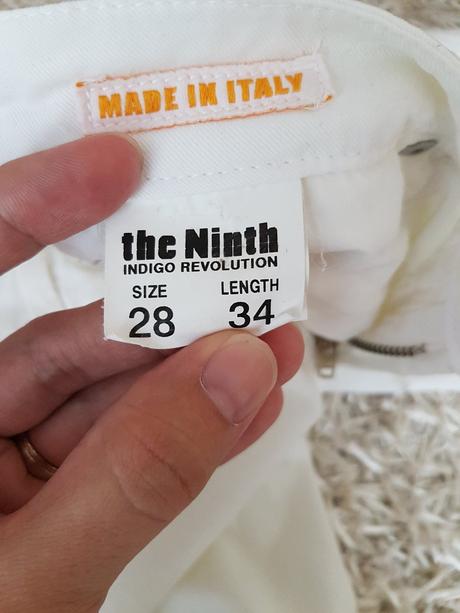 MADE IN ITALY
the Ninth
INDIGO REVOLUTION
SIZE LENGTH
28 34